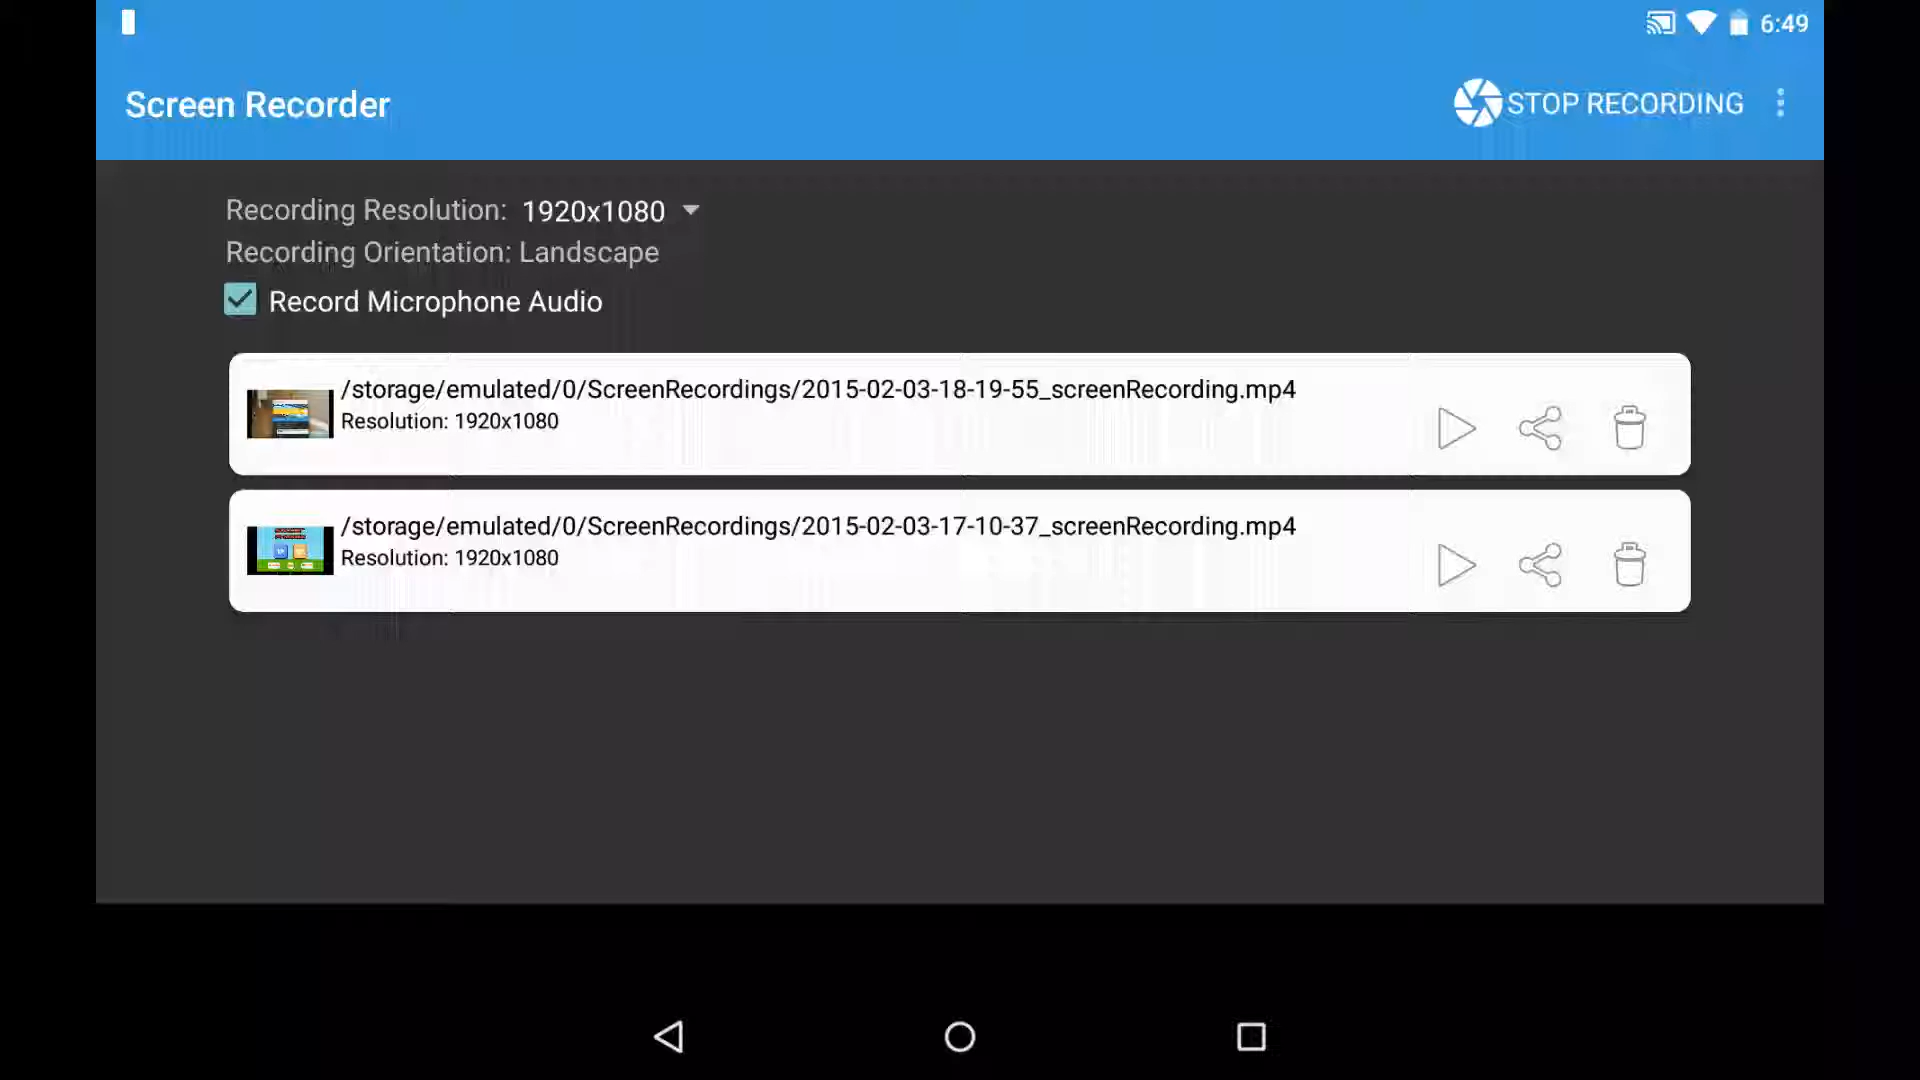 6:49
Screen Recorder
STOP RECORDING
Recording Resolution: 1920x1080
Recording Orientation: Landscape
Record Microphone Audio
/storage/emulated/0/ScreenRecordings/2015-02-03-18-19-55_screenRecording.mp4
Resolution: 1920x1080
/storage/emulated/0/ScreenRecordings/2015-02-03-17-10-37_screenRecording.mp4
Resolution: 1920x1080